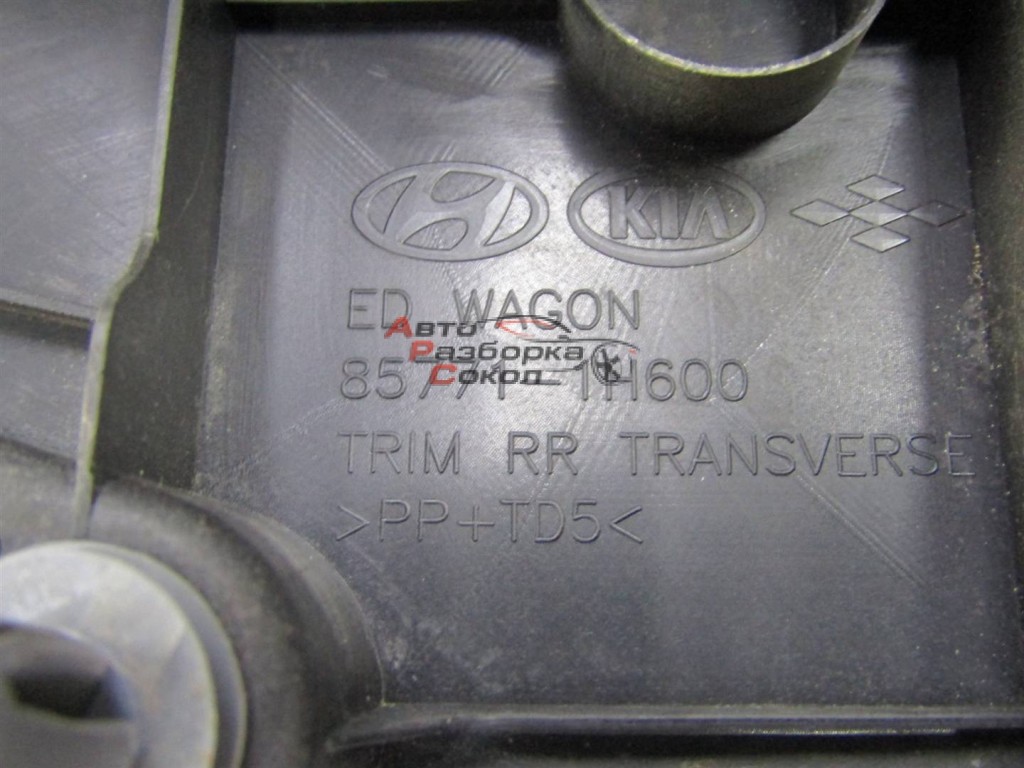 KIA
ED WAGON
85771-1H600
TRIM RR TRANSVERSE
>PP+TD5<
Авто
Разборка
Сокол